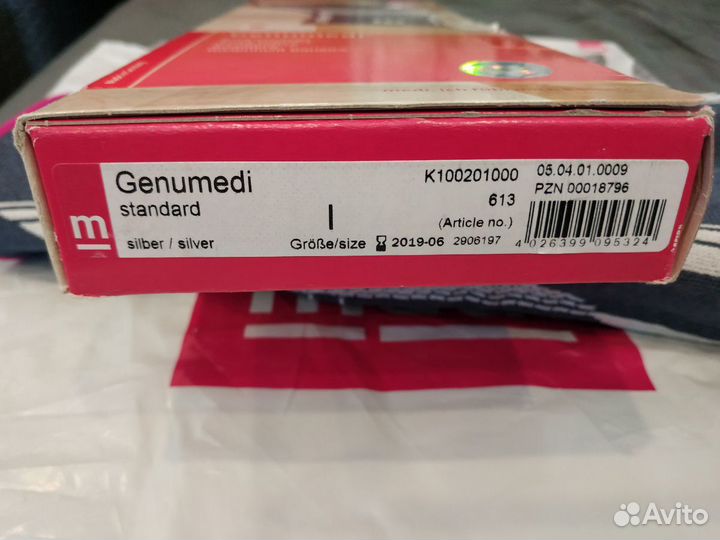 Genumedi
standard
silber / silver
I
Größe/size
2019-06
2906197
K100201000
613
(Article no.)
05.04.01.0009
PZN 00018796
4 026399 095324
m
Avito